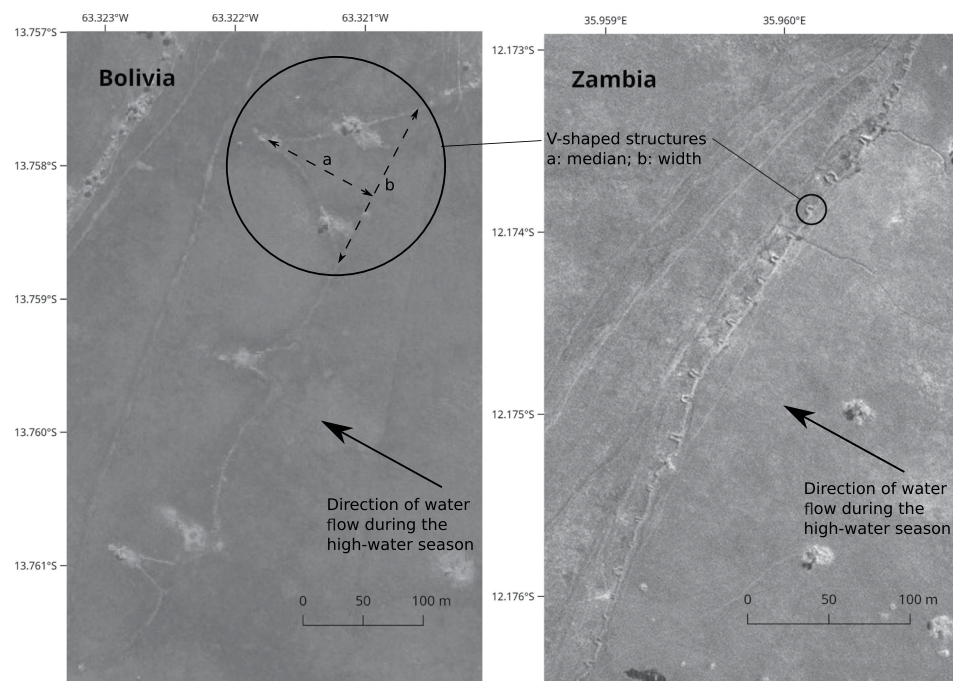 63.323°W 63.322°W 63.321°W
35.959°E 35.960°E
13.757°S
13.758°S
13.759°S
13.760°S
13.761°S
Bolivia
a
b
Direction of water
flow during the
high-water season
0 50 100 m
V-shaped structures
a: median; b: width
12.173°S
12.174°S
12.175°S
12.176°S
Zambia
Direction of water
flow during the
high-water season
0 50 100 m